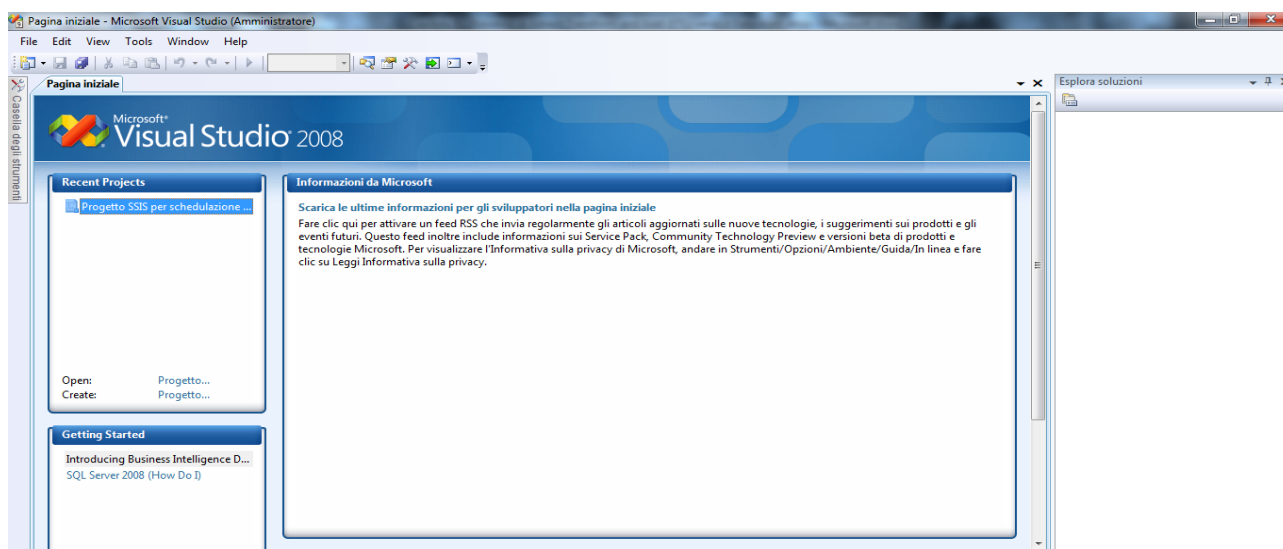 Pagina iniziale - Microsoft Visual Studio (Amministratore)
File Edit View Tools Window Help
Pagina iniziale
Esplora soluzioni
Casella degli strumenti
Microsoft®
Visual Studio® 2008
Recent Projects
Progetto SSIS per schedulazione ...
Open: Progetto...
Create: Progetto...
Getting Started
Introducing Business Intelligence D...
SQL Server 2008 (How Do I)
Informazioni da Microsoft
Scarica le ultime informazioni per gli sviluppatori nella pagina iniziale
Fare clic qui per attivare un feed RSS che invia regolarmente gli articoli aggiornati sulle nuove tecnologie, i suggerimenti sui prodotti e gli
eventi futuri. Questo feed inoltre include informazioni sui Service Pack, Community Technology Preview e versioni beta di prodotti e
tecnologie Microsoft. Per visualizzare l'Informativa sulla privacy di Microsoft, andare in Strumenti/Opzioni/Ambiente/Guida/In linea e fare
clic su Leggi Informativa sulla privacy.